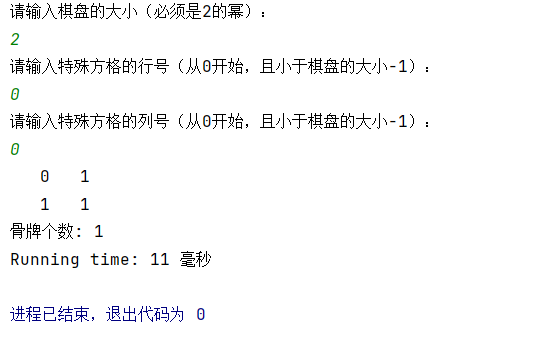 请输入棋盘的大小（必须是2的幂）：
2
请输入特殊方格的行号（从0开始，且小于棋盘的大小-1）：
0
请输入特殊方格的列号（从0开始，且小于棋盘的大小-1）：
0
0 1
1 1
骨牌个数: 1
Running time: 11 毫秒
进程已结束，退出代码为 0